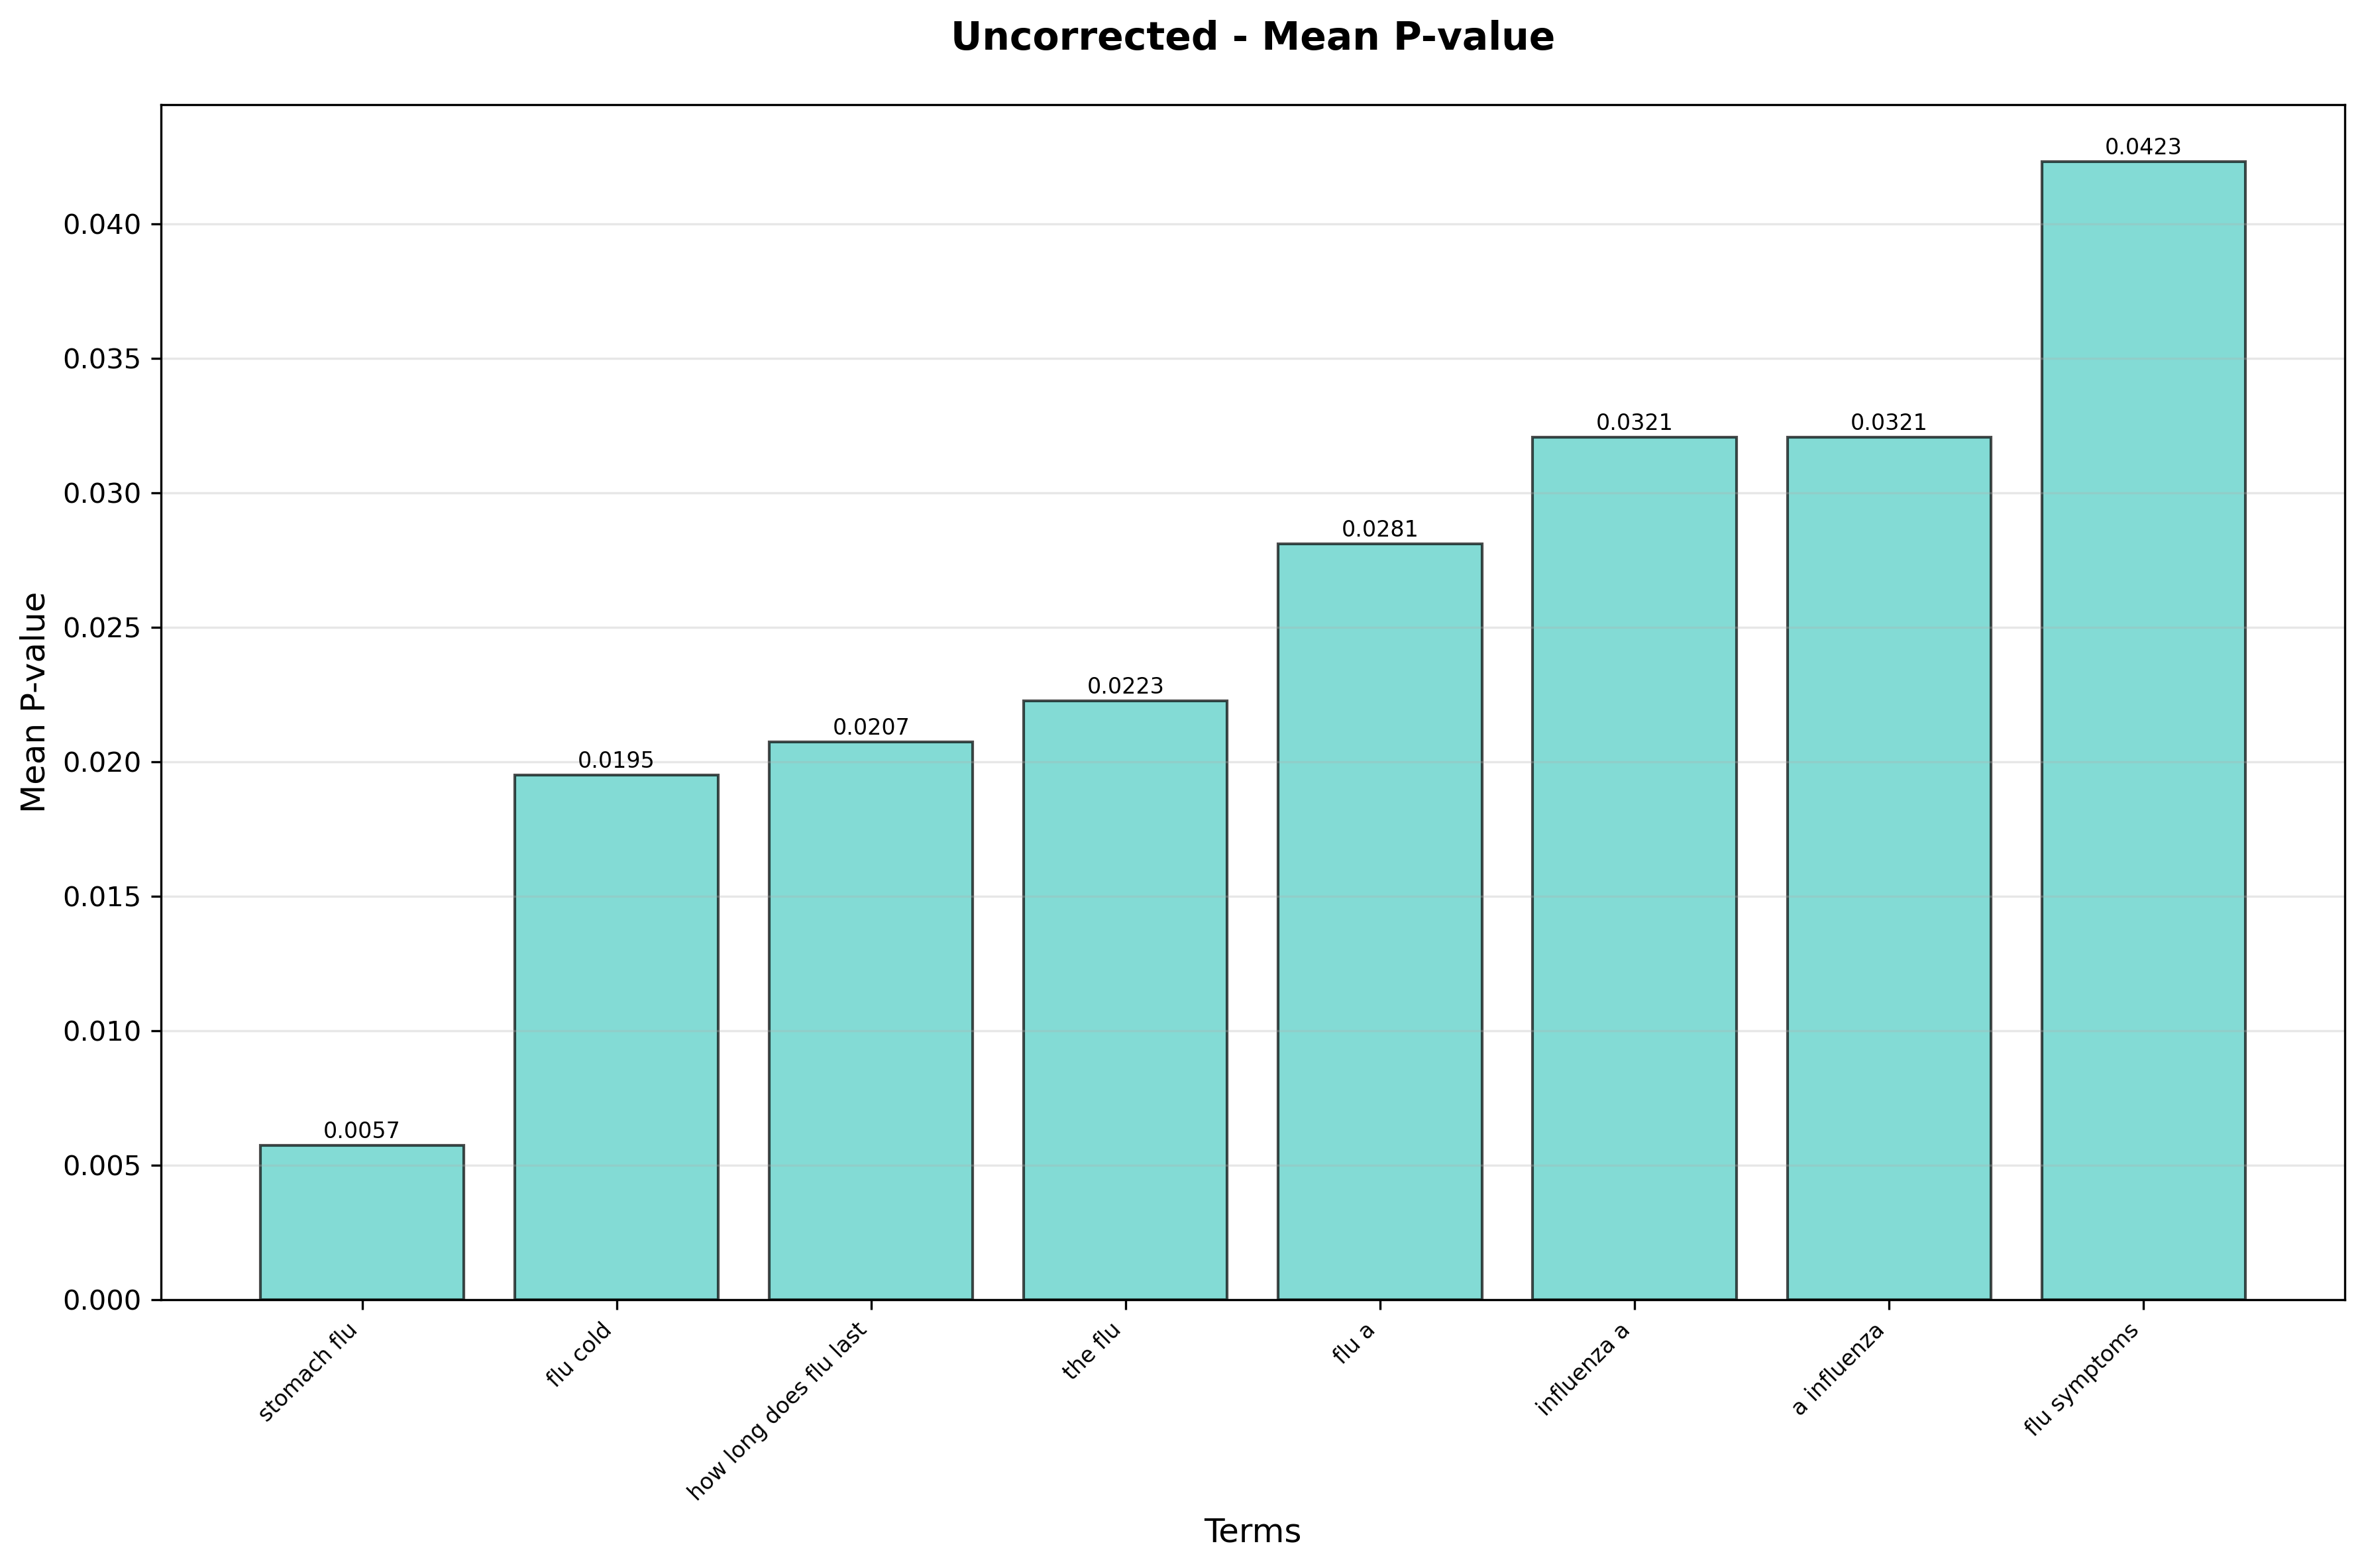 Uncorrected - Mean P-value
Mean P-value
0.040
0.035
0.030
0.025
0.020
0.015
0.010
0.005
0.000
0.0057
0.0195
0.0207
0.0223
0.0281
0.0321
0.0321
0.0423
stomach flu
flu cold
how long does flu last
the flu
flu a
influenza a
a influenza
flu symptoms
Terms